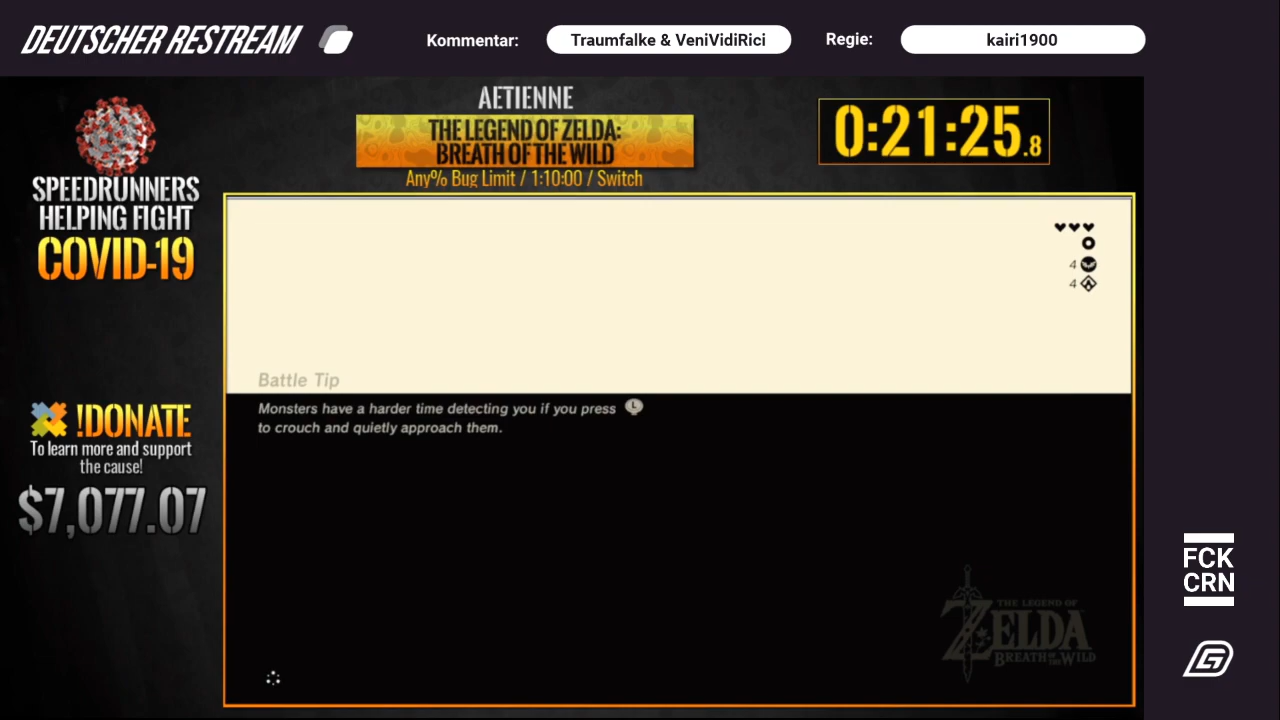 DEUTSCHER RESTREAM
Kommentar:
Traumfalke & VeniVidiRici
Regie:
kairi1900
AETIENNE
THE LEGEND OF ZELDA:
BREATH OF THE WILD
Any% Bug Limit / 1:10:00 / Switch
0:21:25.8
SPEEDRUNNERS
HELPING FIGHT
COVID-19
4
4
Battle Tip
Monsters have a harder time detecting you if you press L
to crouch and quietly approach them.
!DONATE
To learn more and support
the cause!
$7,077.07
THE LEGEND OF
ZELDA
BREATH OF THE WILD
FCK
CRN
G